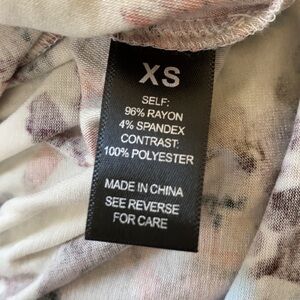 XS
SELF:
96% RAYON
4% SPANDEX
CONTRAST:
100% POLYESTER
MADE IN CHINA
SEE REVERSE
FOR CARE